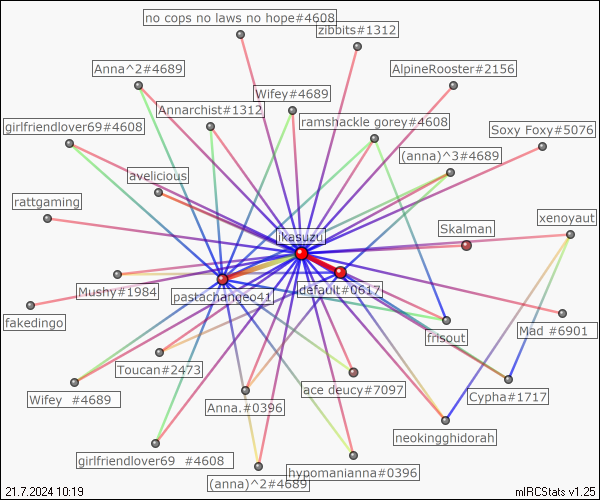 no cops no laws no hope#4608
zibbits#1312
Anna^2#4689
AlpineRooster#2156
Wifey#4689
Annarchist#1312
ramshackle gorey#4608
girlfriendlover69#4608
Soxy Foxy#5076
(anna)^3#4689
avelicious
rattgaming
xenoyaut
Skalman
ikasuzu
Mushy#1984
pastachangeo41
default#0617
fakedingo
Mad #6901
frisout
Toucan#2473
ace deucy#7097
Cypha#1717
Wifey #4689
Anna.#0396
neokingghidorah
girlfriendlover69 #4608
hypomanianna#0396
(anna)^2#4689
21.7.2024 10:19
mIRCStats v1.25